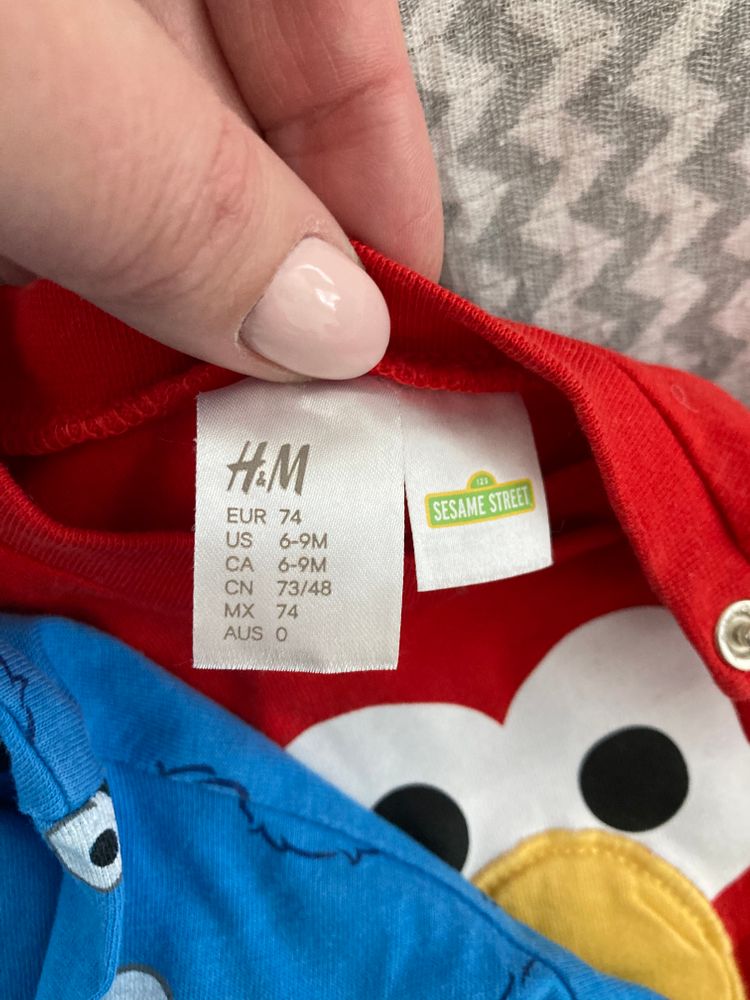 H&M
EUR 74
US 6-9M
CA 6-9M
CN 73/48
MX 74
AUS 0
123
SESAME STREET